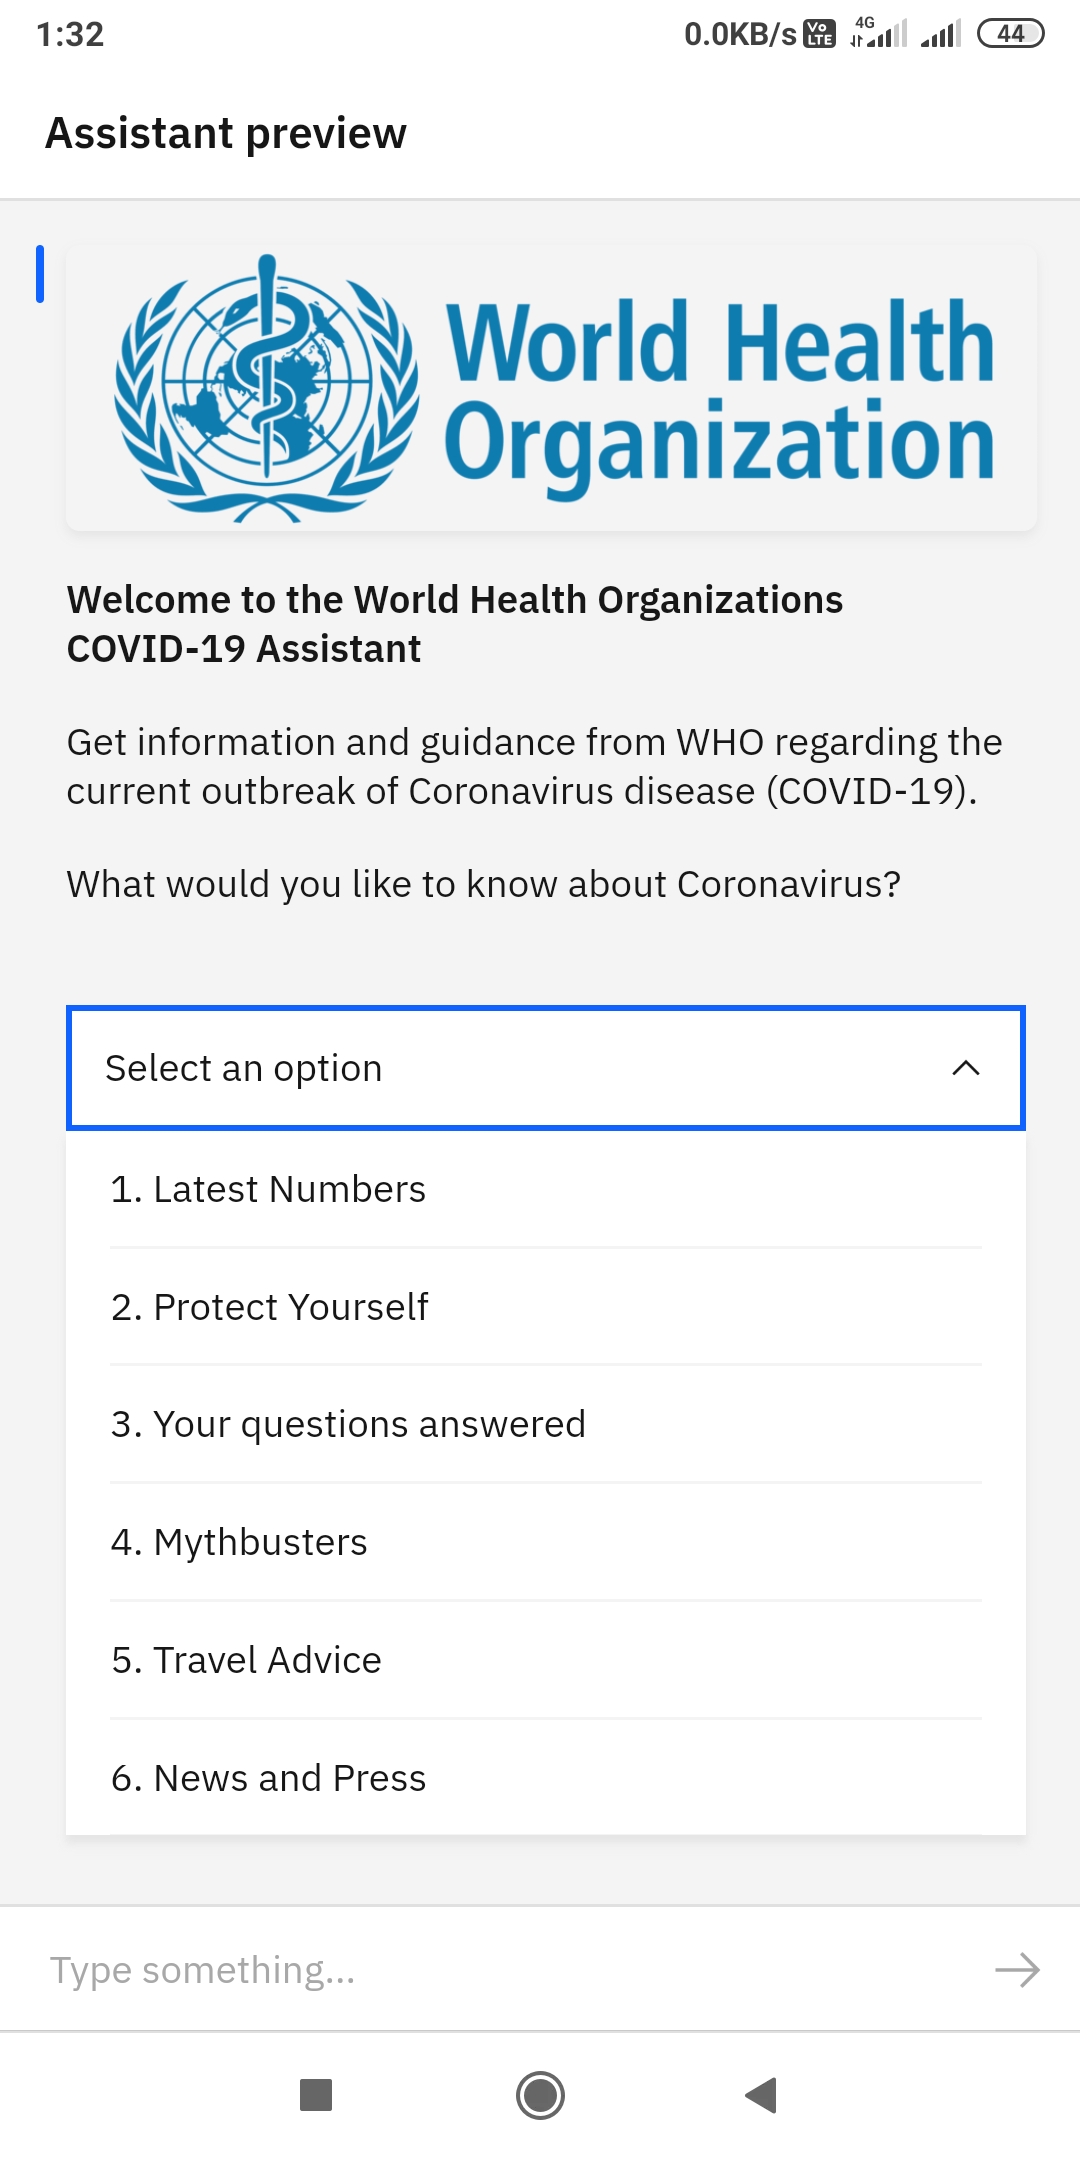 1:32
0.0KB/s Vo LTE 4G 44
Assistant preview
World Health
Organization
Welcome to the World Health Organizations
COVID-19 Assistant
Get information and guidance from WHO regarding the
current outbreak of Coronavirus disease (COVID-19).
What would you like to know about Coronavirus?
Select an option
1. Latest Numbers
2. Protect Yourself
3. Your questions answered
4. Mythbusters
5. Travel Advice
6. News and Press
Type something...